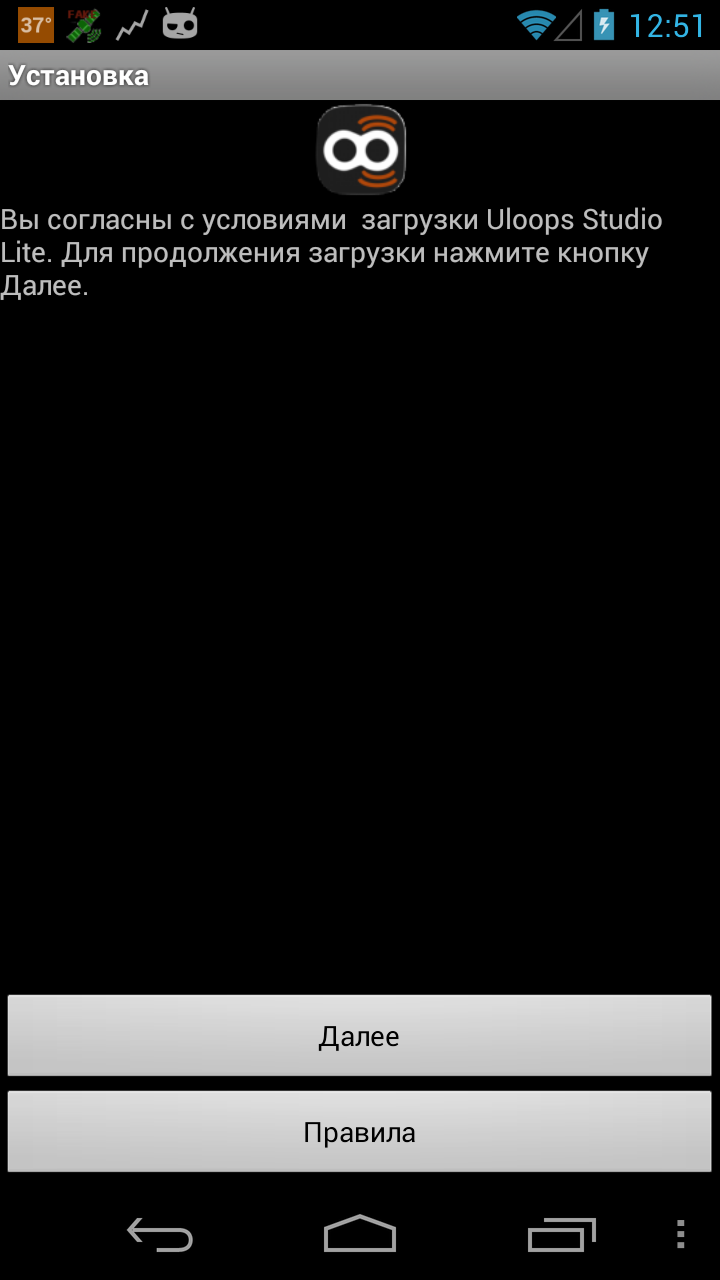 37°
FAKE
12:51
Установка
Вы согласны с условиями  загрузки Uloops Studio
Lite. Для продолжения загрузки нажмите кнопку
Далее.
Далее
Правила